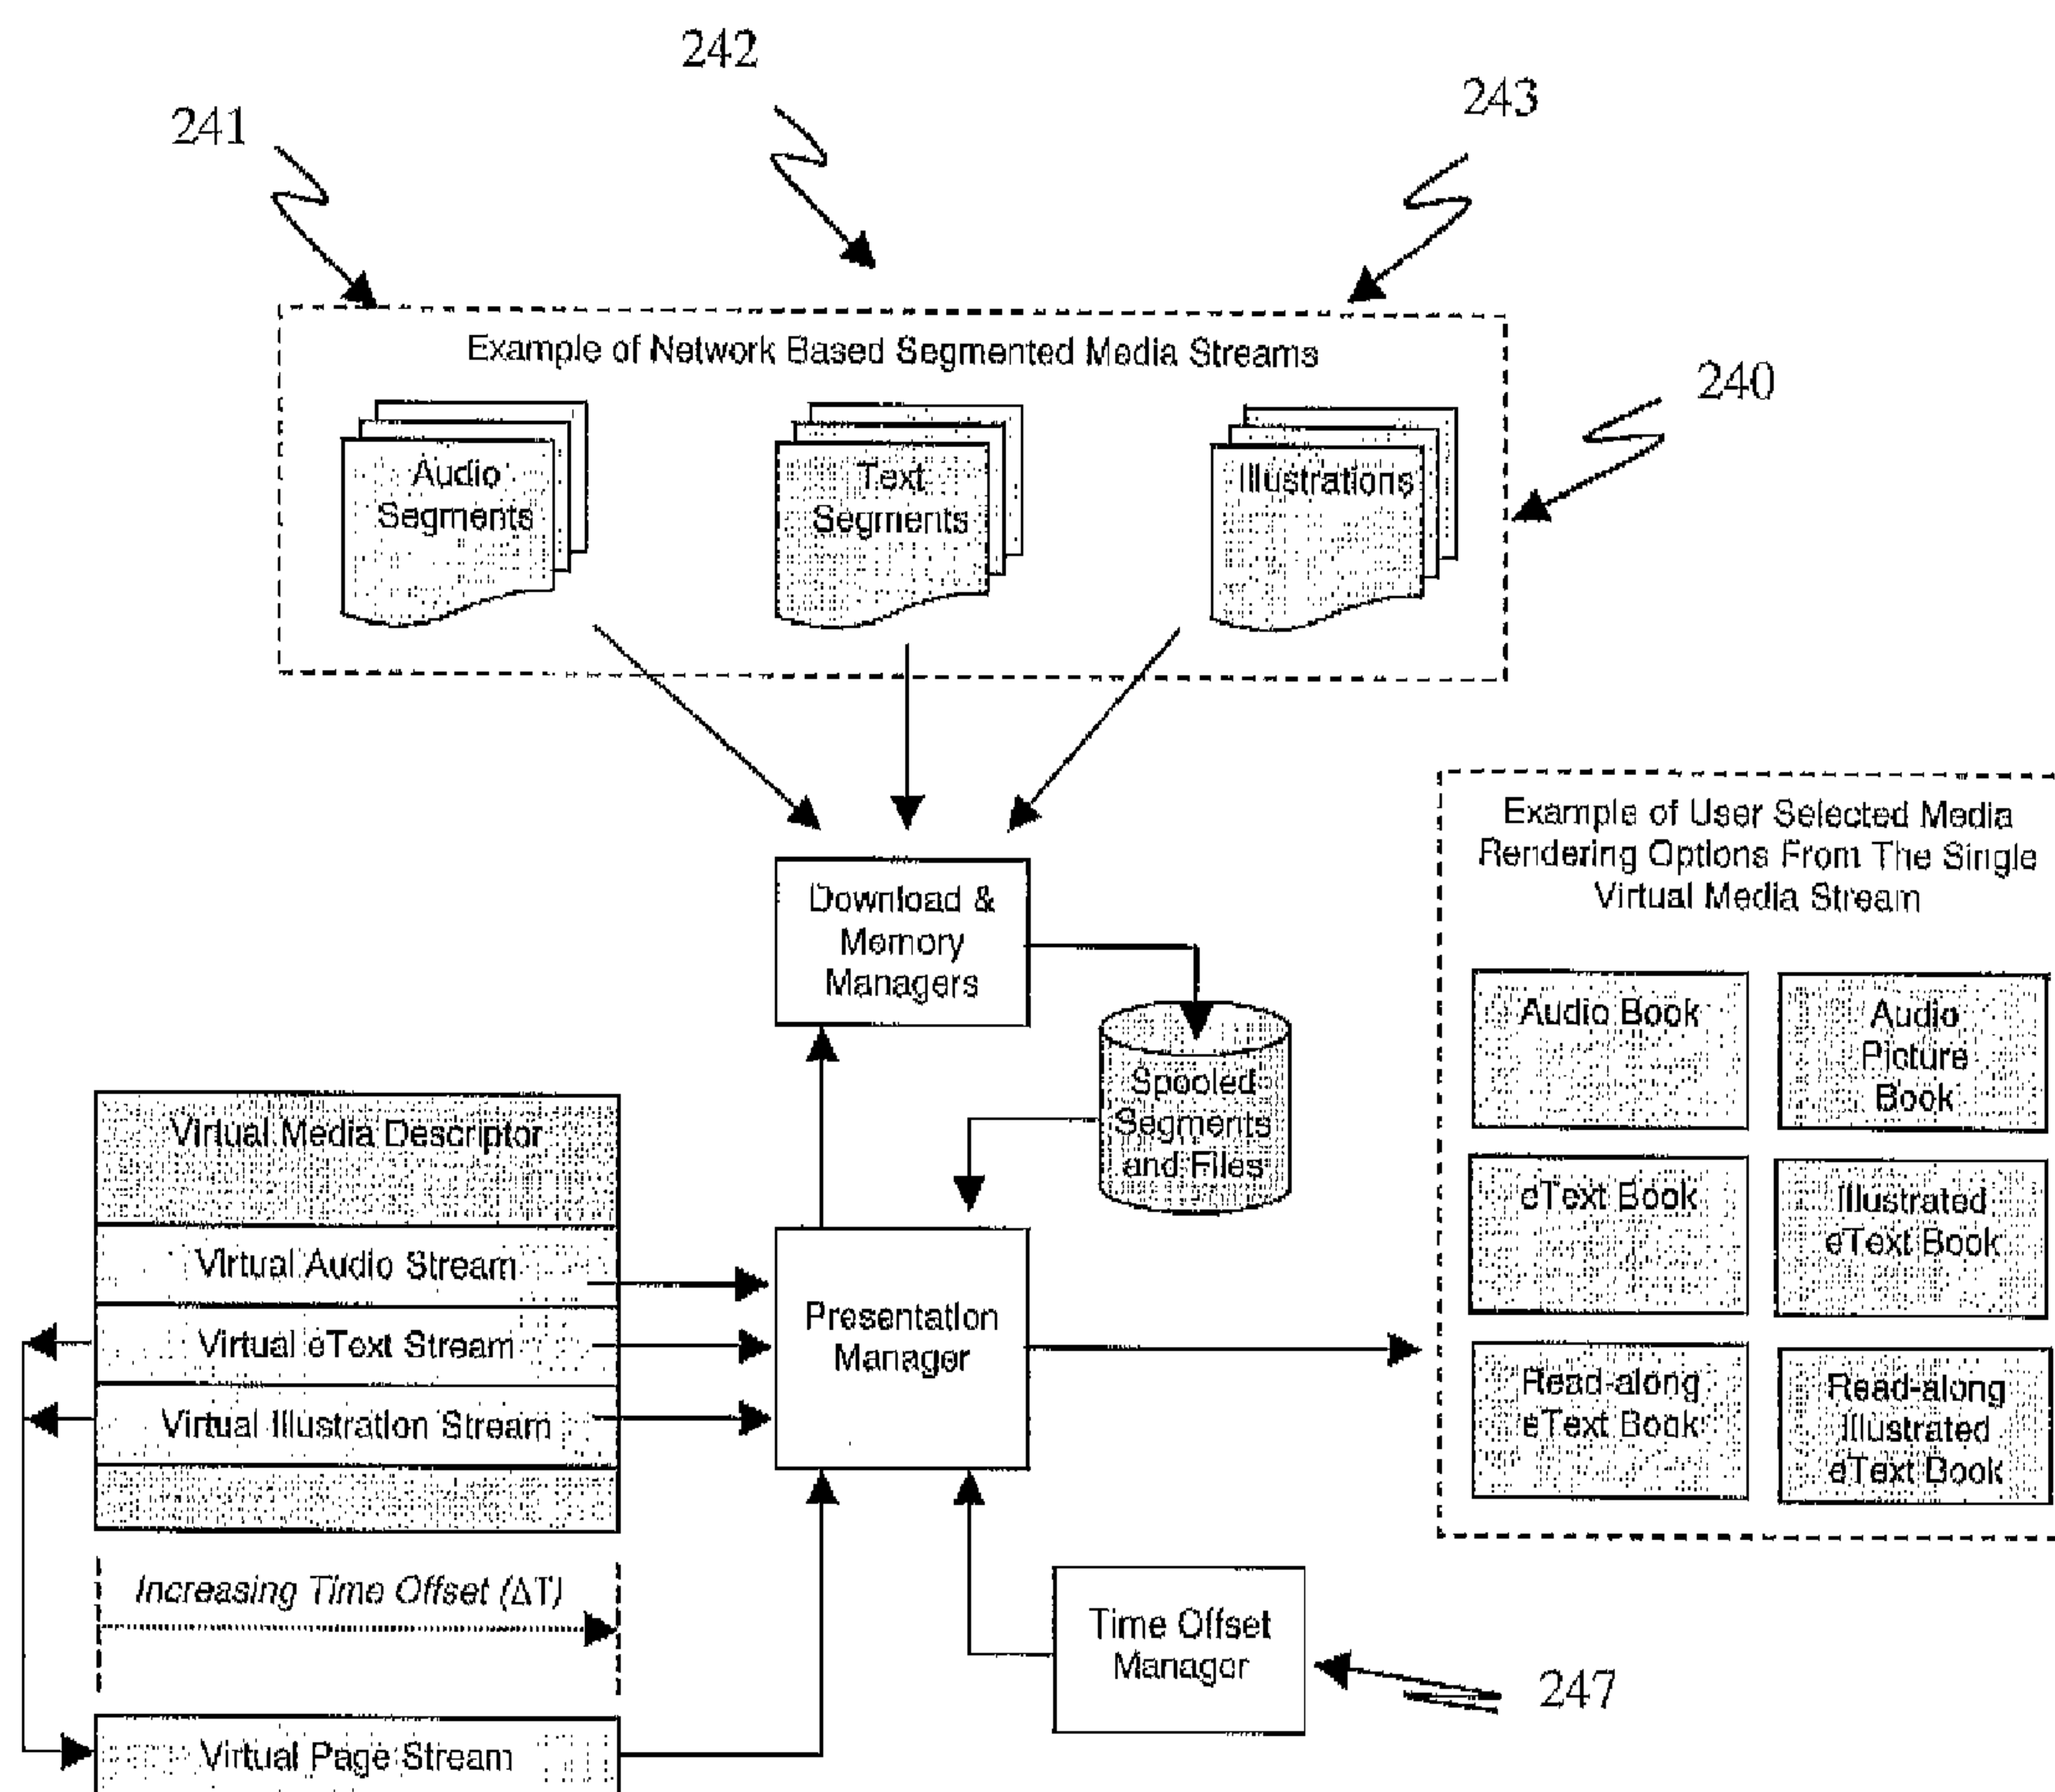 242
243
241
Example of Network Based Segmented Media Streams
240
Audio
Segments
Text
Segments
Illustrations
Example of User Selected Media
Rendering Options From The Single
Virtual Media Stream
Download &
Memory
Managers
Audio Book
Audio
Picture
Book
Spooled
Segments
and Files
Virtual Media Descriptor
eText Book
Illustrated
eText Book
Virtual Audio Stream
Presentation
Manager
Virtual eText Stream
Virtual Illustration Stream
Read-along
eText Book
Read-along
Illustrated
eText Book
Increasing Time Offset (ΔT)
Time Offset
Manager
247
Virtual Page Stream